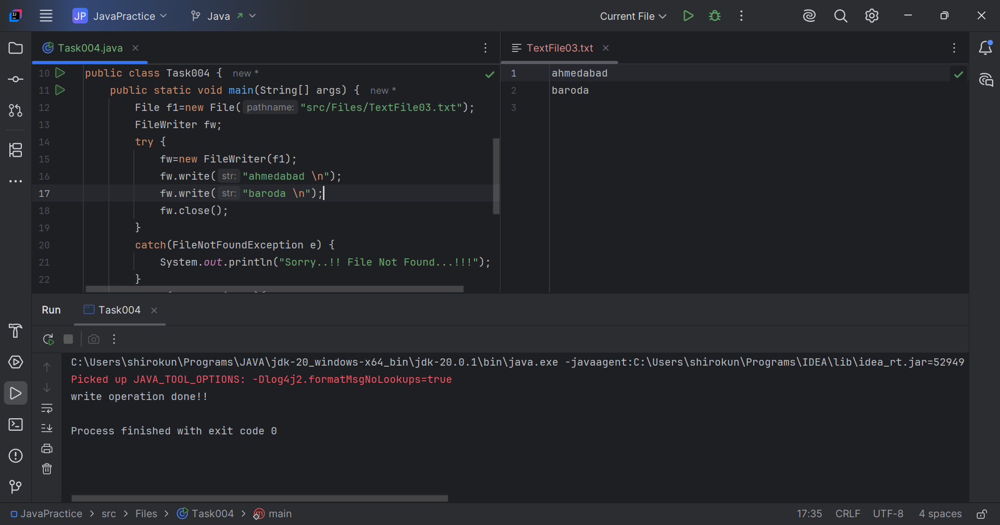 JP JavaPractice Java Current File
Task004.java
TextFile03.txt
10 public class Task004 { new *
11 public static void main(String[] args) { new *
12 File f1=new File( pathname: "src/Files/TextFile03.txt");
13 FileWriter fw;
14 try {
15 fw=new FileWriter(f1);
16 fw.write( str: "ahmedabad \n");
17 fw.write( str: "baroda \n");
18 fw.close();
19 }
20 catch(FileNotFoundException e) {
21 System.out.println("Sorry..!! File Not Found...!!!");
22 }
1 ahmedabad
2 baroda
3
Run Task004
C:\Users\shirokun\Programs\JAVA\jdk-20_windows-x64_bin\jdk-20.0.1\bin\java.exe -javaagent:C:\Users\shirokun\Programs\IDEA\lib\idea_rt.jar=52949
Picked up JAVA_TOOL_OPTIONS: -Dlog4j2.formatMsgNoLookups=true
write operation done!!
Process finished with exit code 0
JavaPractice > src > Files > Task004 > main 17:35 CRLF UTF-8 4 spaces